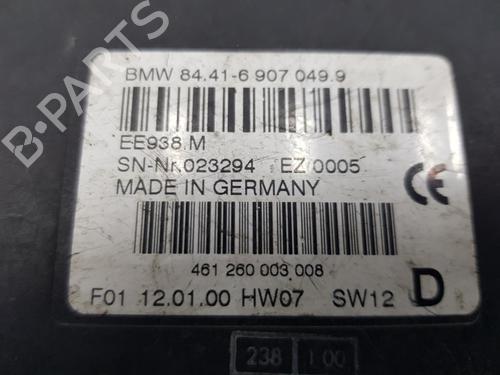 BMW 84.41-6 907 049.9
EE938.M
SN-Nr.023294 EZ 0005
MADE IN GERMANY
CE
461 260 003 008
F01 12.01.00 HW07 SW12 D
238 1 00
B-PARTS